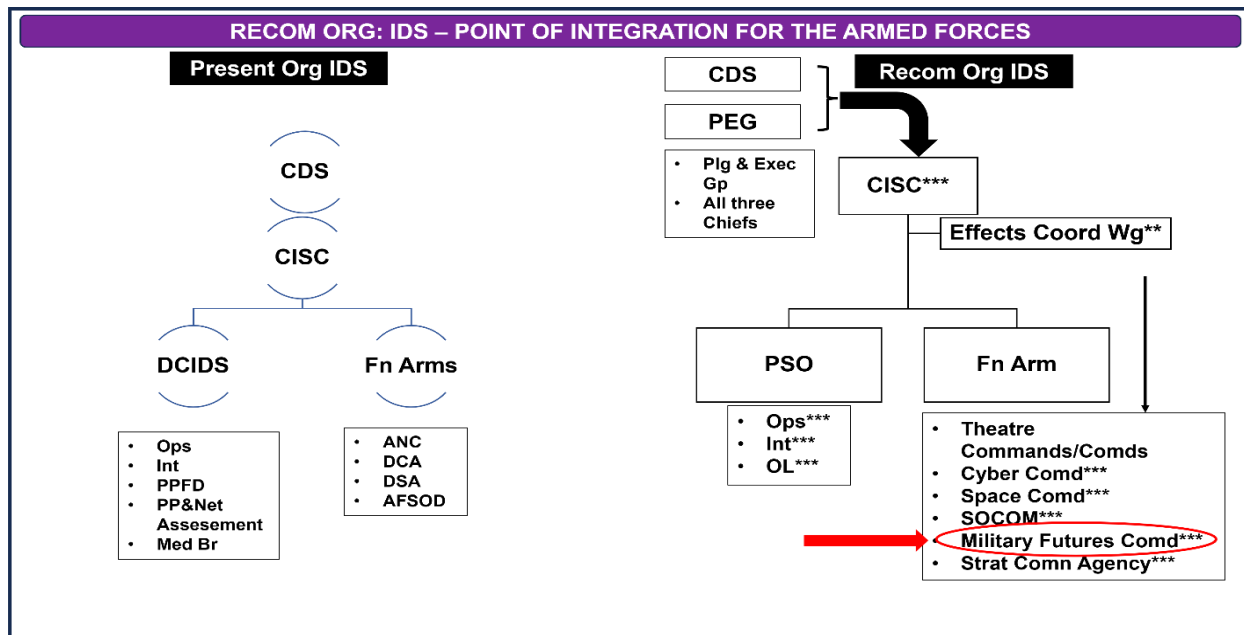 RECOM ORG: IDS – POINT OF INTEGRATION FOR THE ARMED FORCES
Present Org IDS
CDS
CISC
DCIDS
Fn Arms
• Ops
• Int
• PPFD
• PP&Net
Assesement
• Med Br
• ANC
• DCA
• DSA
• AFSOD
Recom Org IDS
CDS
PEG
• Plg & Exec
Gp
• All three
Chiefs
CISC***
Effects Coord Wg**
PSO
Fn Arm
• Ops***
• Int***
• OL***
• Theatre
Commands/Comds
• Cyber Comd***
• Space Comd***
• SOCOM***
• Military Futures Comd***
• Strat Comn Agency***